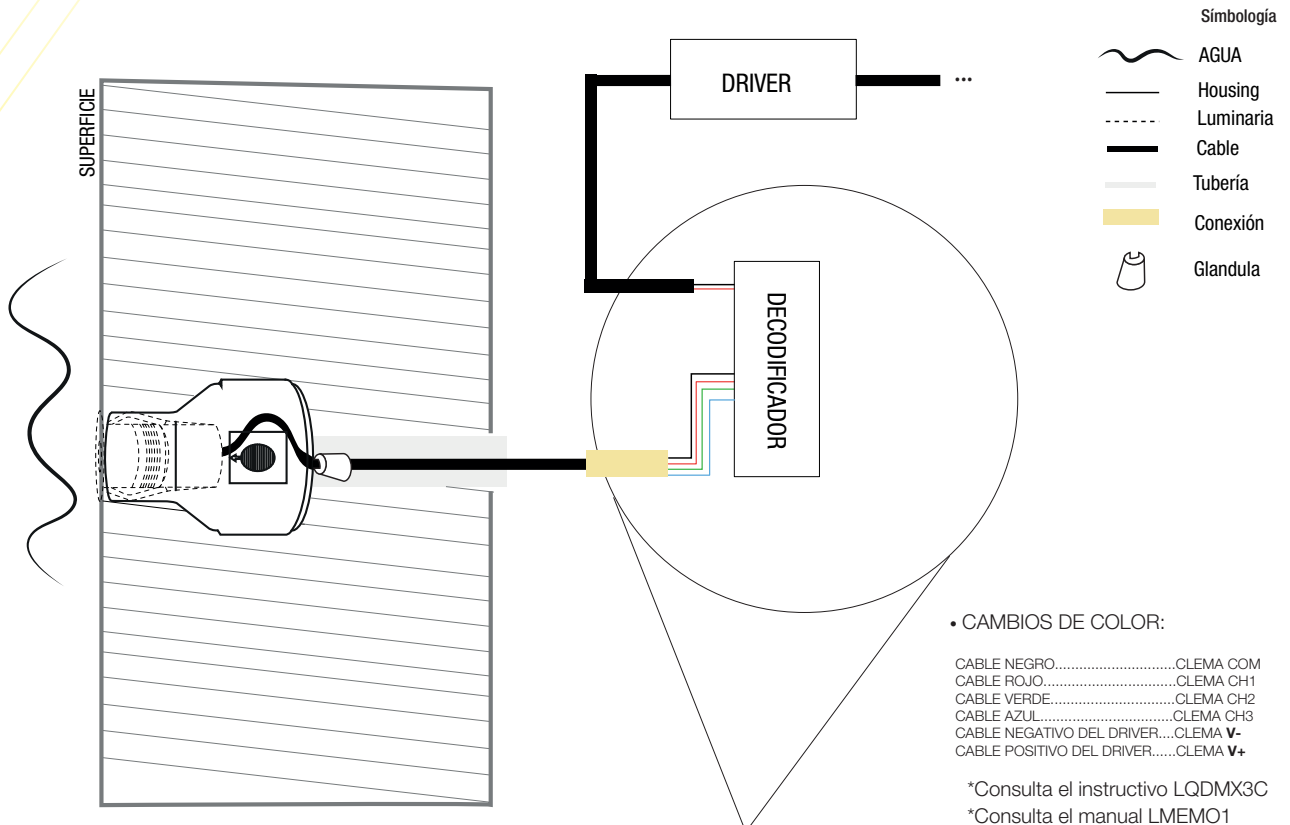 Símbología
AGUA
Housing
Luminaria
Cable
Tubería
Conexión
Glandula
SUPERFICIE
DRIVER
...
DECODIFICADOR
• CAMBIOS DE COLOR:
CABLE NEGRO.............................CLEMA COM
CABLE ROJO................................CLEMA CH1
CABLE VERDE..............................CLEMA CH2
CABLE AZUL.................................CLEMA CH3
CABLE NEGATIVO DEL DRIVER....CLEMA V-
CABLE POSITIVO DEL DRIVER......CLEMA V+
*Consulta el instructivo LQDMX3C
*Consulta el manual LMEMO1